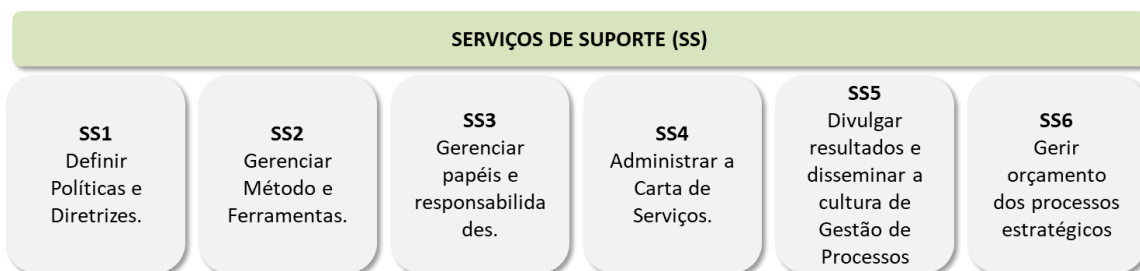 SERVIÇOS DE SUPORTE (SS)
SS1
Definir
Políticas e
Diretrizes.
SS2
Gerenciar
Método e
Ferramentas.
SS3
Gerenciar
papéis e
responsabilida
des.
SS4
Administrar a
Carta de
Serviços.
SS5
Divulgar
resultados e
disseminar a
cultura de
Gestão de
Processos
SS6
Gerir
orçamento
dos processos
estratégicos